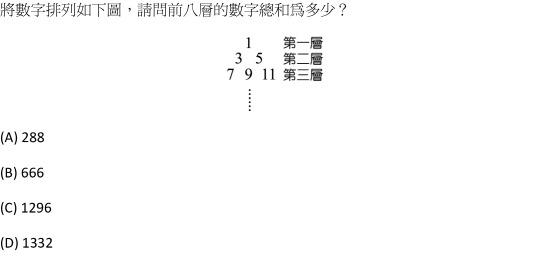 將數字排列如下圖，請問前八層的數字總和為多少？
1 第一層
3 5 第二層
7 9 11 第三層
⋮
(A) 288
(B) 666
(C) 1296
(D) 1332